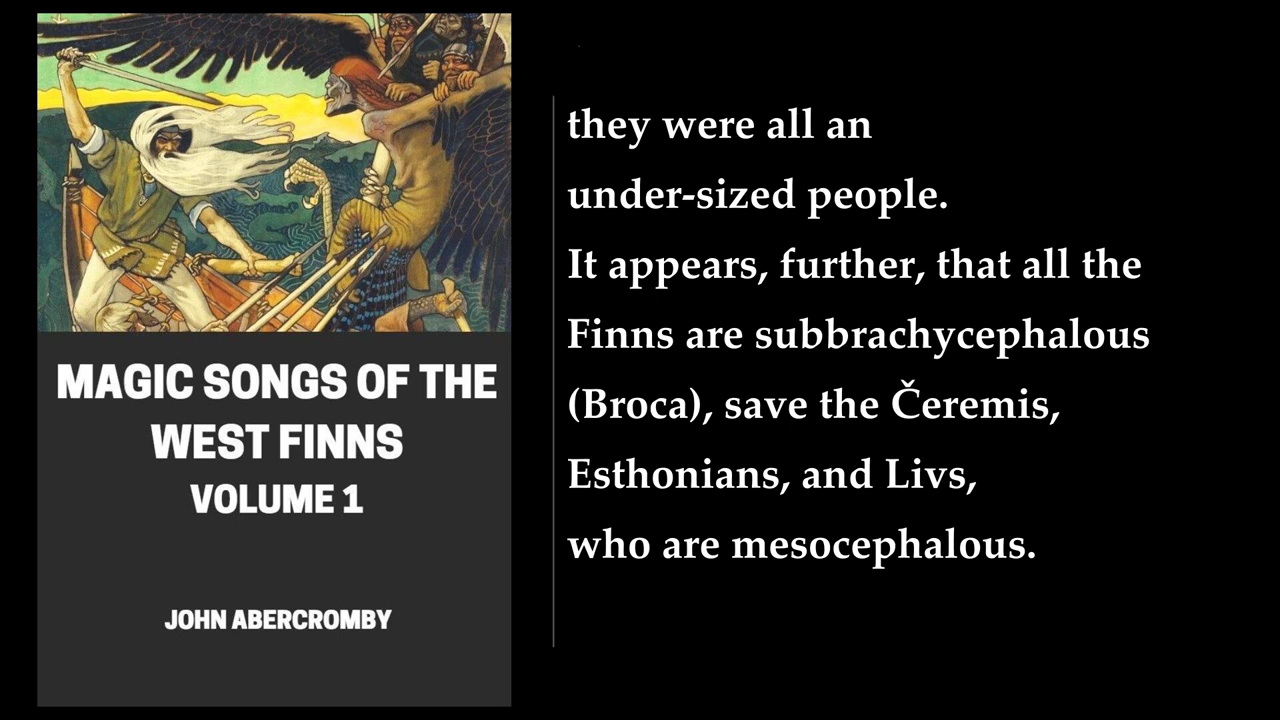 MAGIC SONGS OF THE
WEST FINNS
VOLUME 1
JOHN ABERCROMBY
they were all an
under-sized people.
It appears, further, that all the
Finns are subbrachycephalous
(Broca), save the Čeremis,
Esthonians, and Livs,
who are mesocephalous.